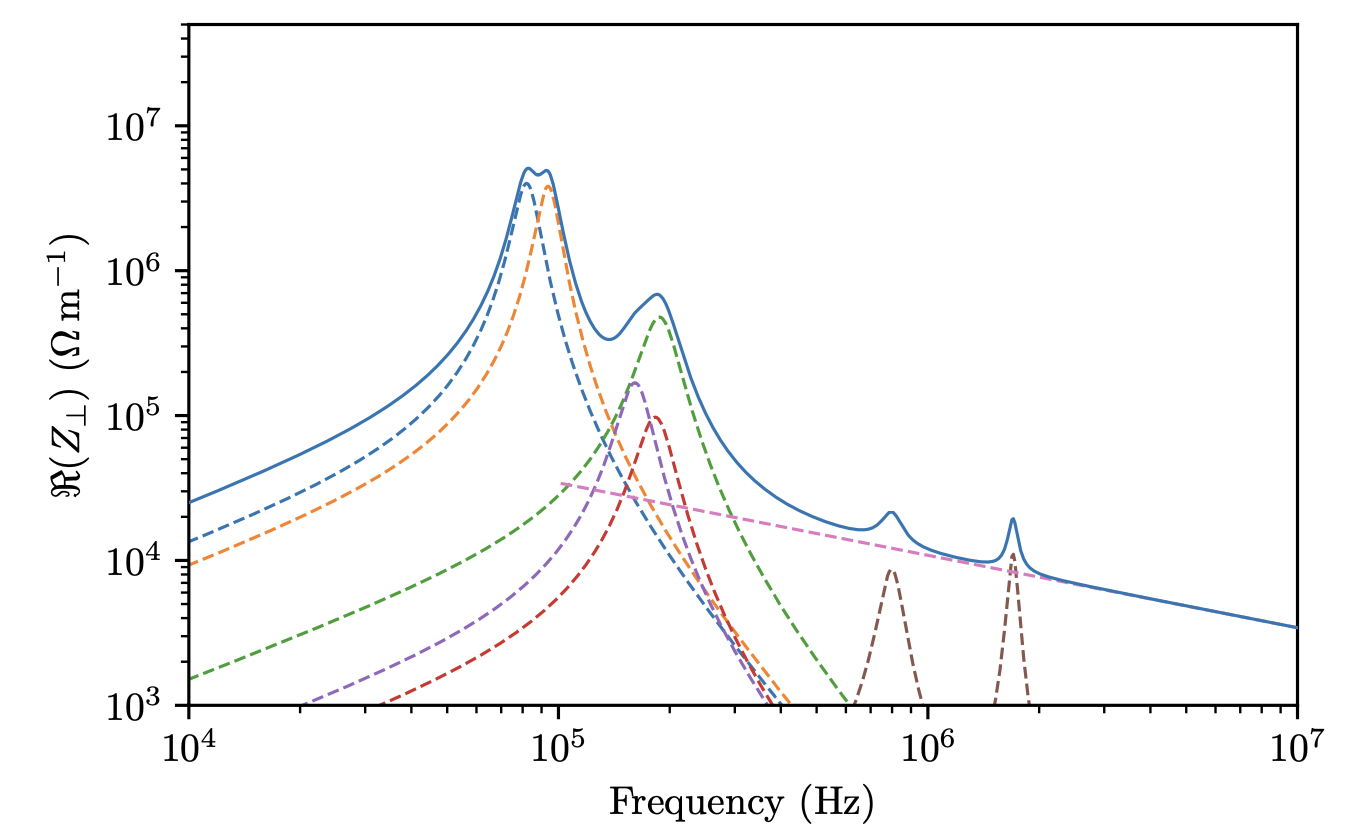 10⁷
10⁶
10⁵
10⁴
10³
ℜ(Z⊥) (Ω m⁻¹)
10⁴ 10⁵ 10⁶ 10⁷
Frequency (Hz)